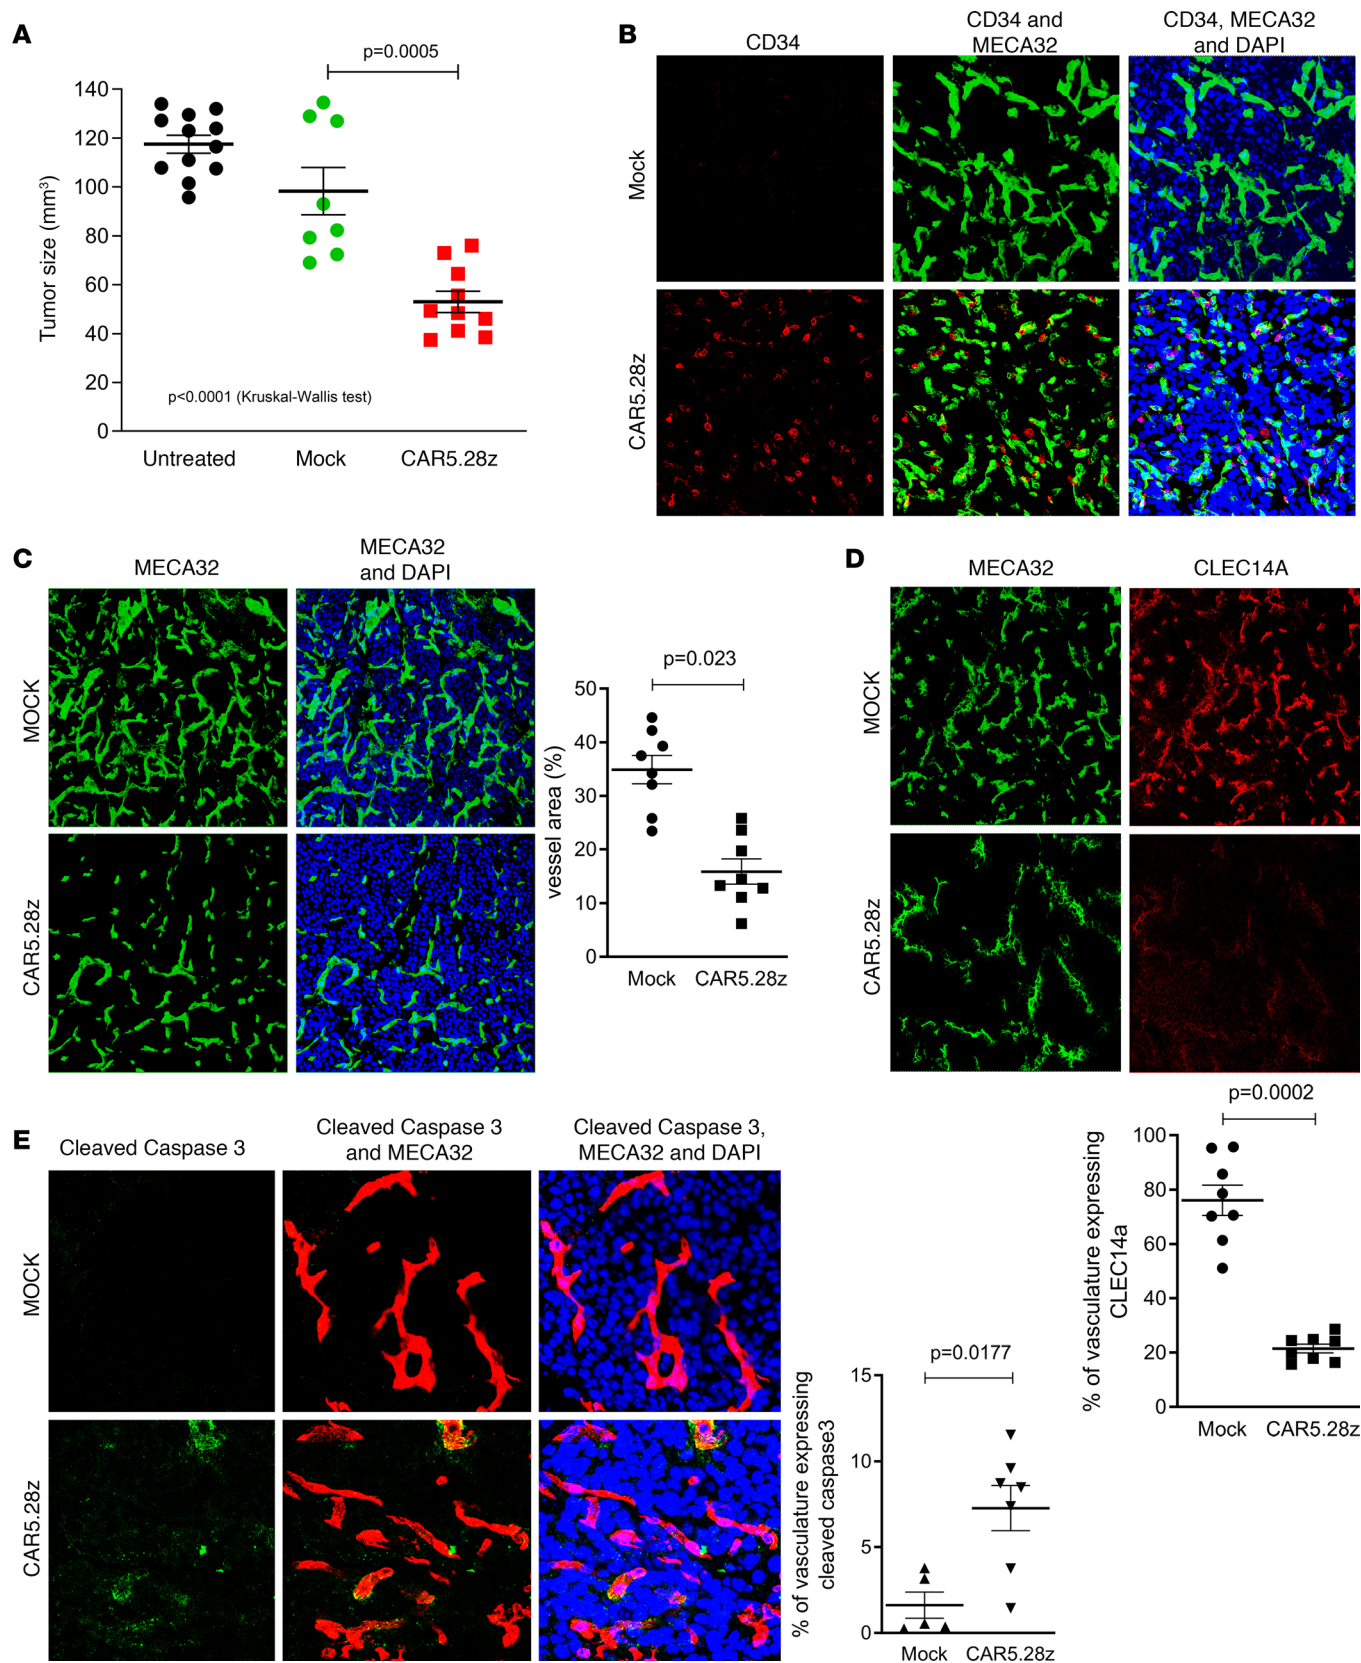 A
p=0.0005
140
120
100
80
60
40
20
0
Tumor size (mm³)
p<0.0001 (Kruskal-Wallis test)
Untreated
Mock
CAR5.28z
B
CD34
CD34 and
MECA32
CD34, MECA32
and DAPI
Mock
CAR5.28z
C
MECA32
MECA32
and DAPI
MOCK
CAR5.28z
p=0.023
50
40
30
20
10
0
vessel area (%)
Mock
CAR5.28z
D
MECA32
CLEC14A
MOCK
CAR5.28z
p=0.0002
100
80
60
40
20
0
% of vasculature expressing
CLEC14a
Mock
CAR5.28z
E
Cleaved Caspase 3
Cleaved Caspase 3
and MECA32
Cleaved Caspase 3,
MECA32 and DAPI
MOCK
CAR5.28z
p=0.0177
15
10
5
0
% of vasculature expressing
cleaved caspase3
Mock
CAR5.28z